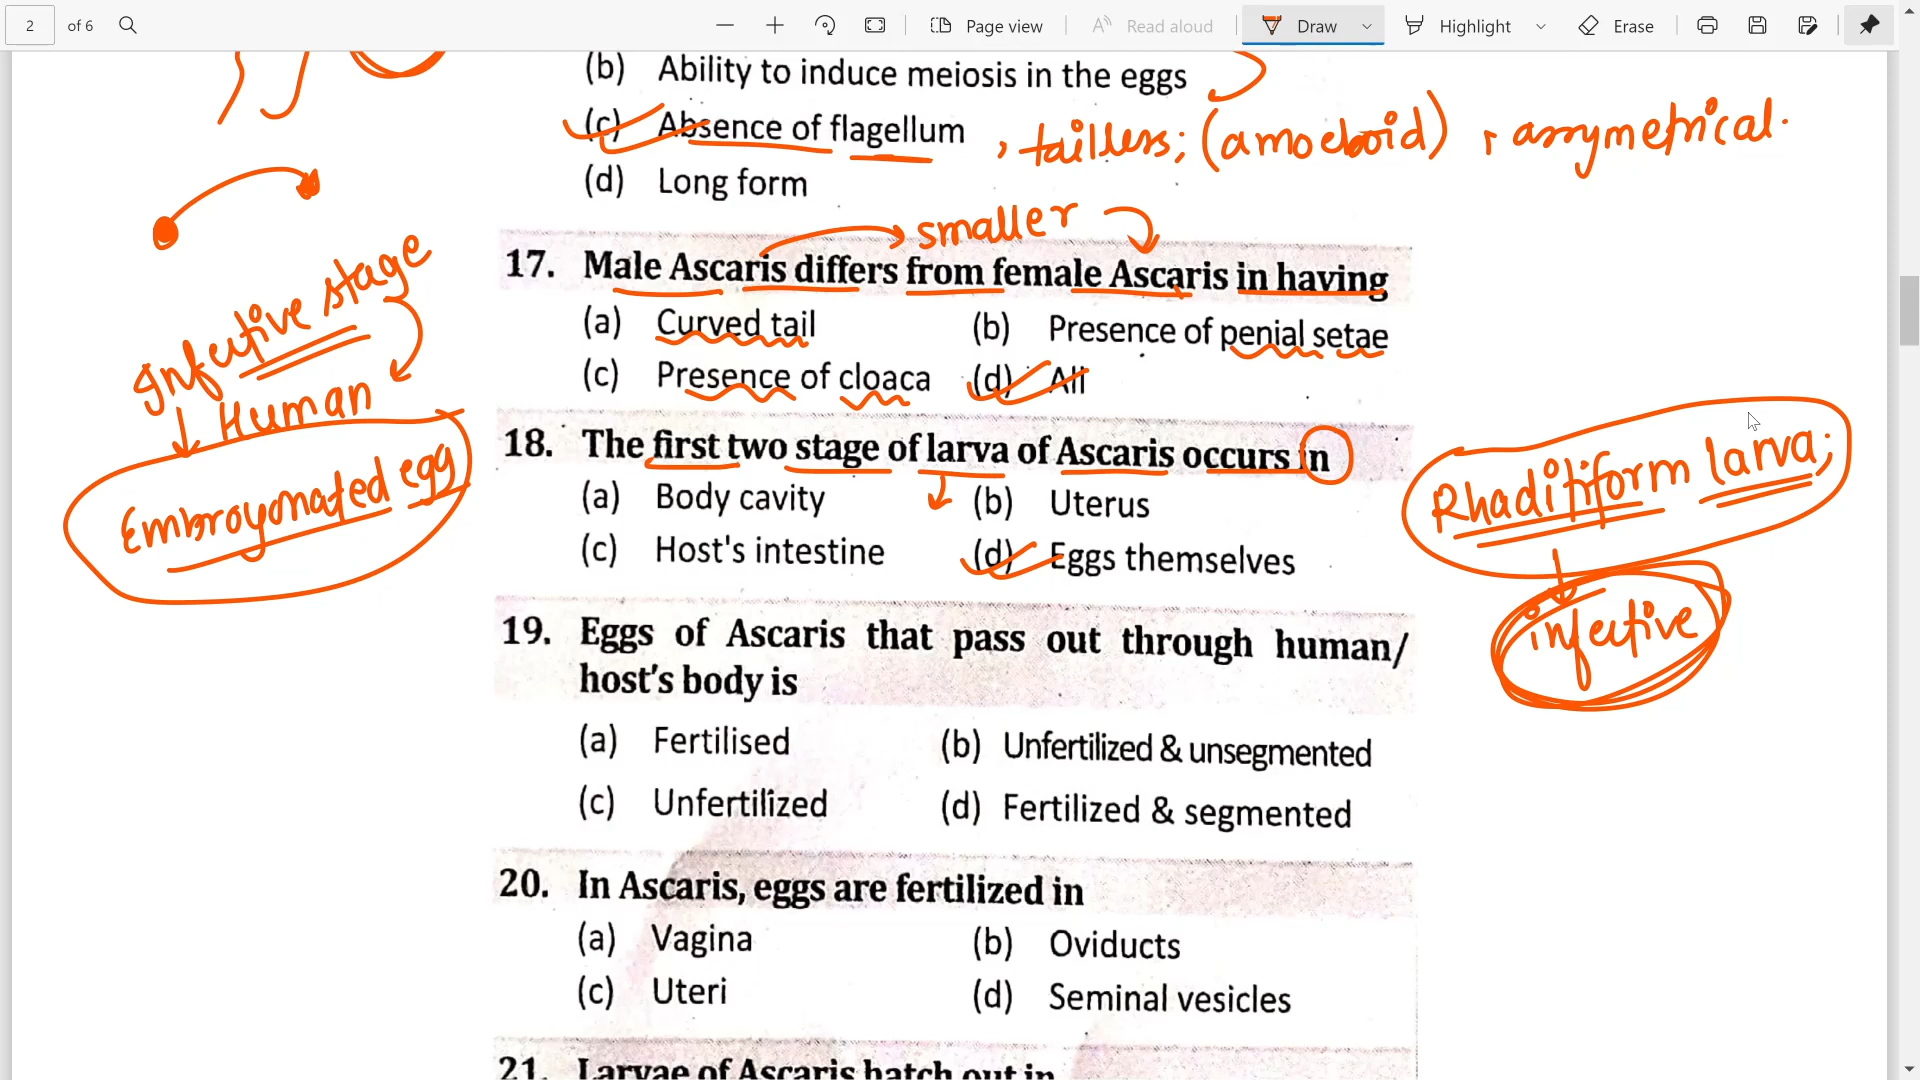 2 of 6 Page view Read aloud Draw Highlight Erase
(b) Ability to induce meiosis in the eggs
(c) Absence of flagellum , tailless; (amoeboid) , assymetrical.
(d) Long form
smaller
17. Male Ascaris differs from female Ascaris in having
(a) Curved tail (b) Presence of penial setae
(c) Presence of cloaca (d) All
Infective stage
Human
Embroyonated egg
18. The first two stage of larva of Ascaris occurs in
(a) Body cavity (b) Uterus
(c) Host's intestine (d) Eggs themselves
Rhaditiform larva;
infective
19. Eggs of Ascaris that pass out through human/
host's body is
(a) Fertilised (b) Unfertilized & unsegmented
(c) Unfertilized (d) Fertilized & segmented
20. In Ascaris, eggs are fertilized in
(a) Vagina (b) Oviducts
(c) Uteri (d) Seminal vesicles
21. Larvae of Ascaris hatch out in